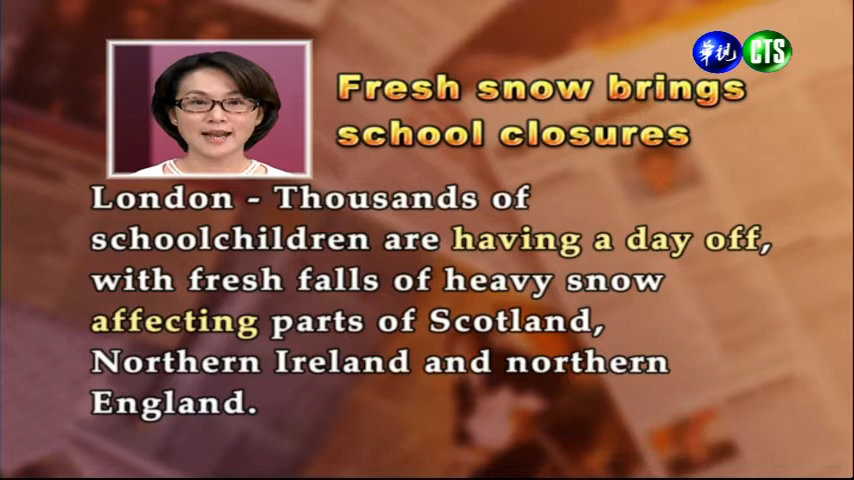 華視 CTS
Fresh snow brings
school closures
London - Thousands of
schoolchildren are having a day off,
with fresh falls of heavy snow
affecting parts of Scotland,
Northern Ireland and northern
England.